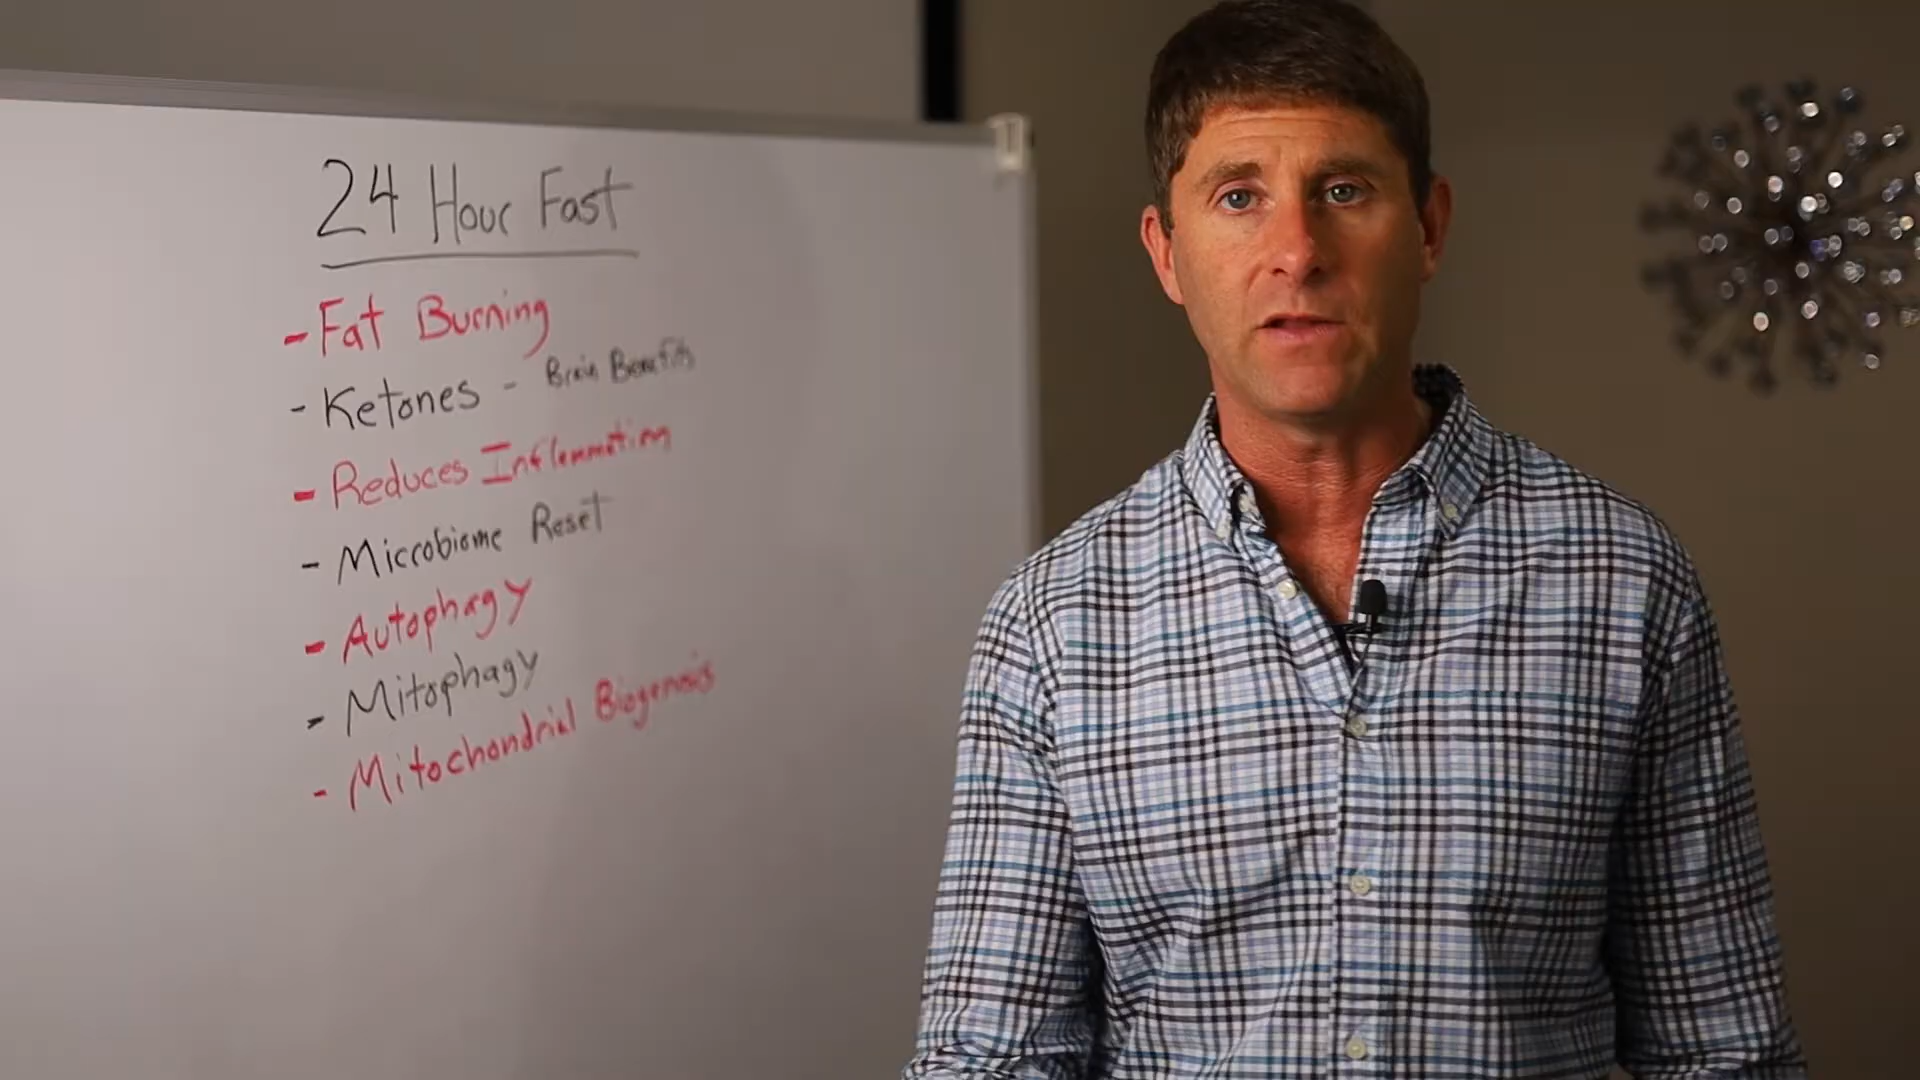 24 Hour Fast
- Fat Burning
- Ketones - Brain Benefits
- Reduces Inflammation
- Microbiome Reset
- Autophagy
- Mitophagy
- Mitochondrial Biogenesis